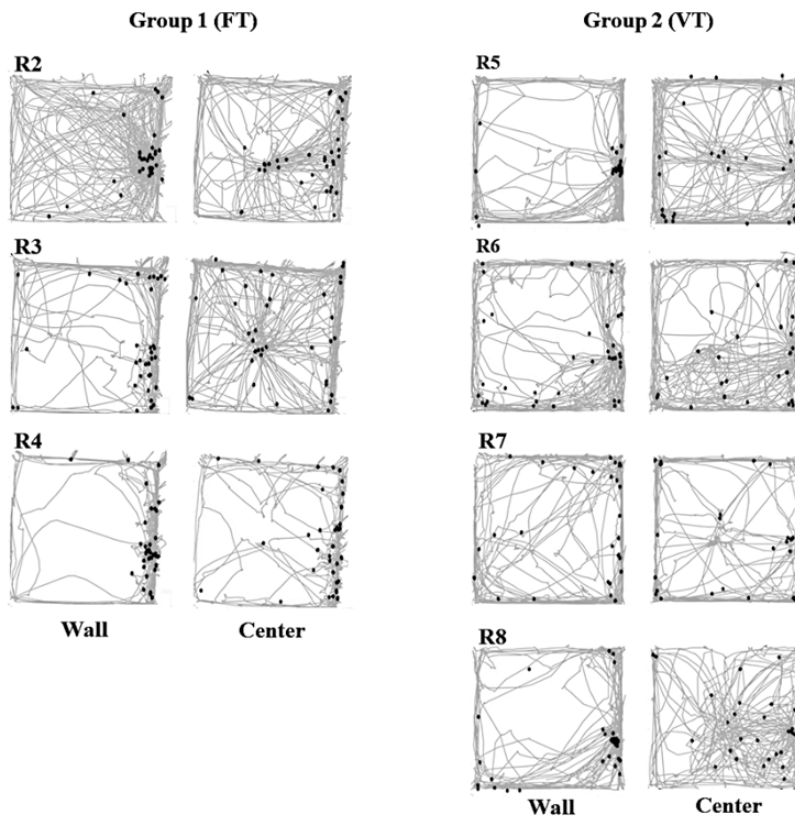 Group 1 (FT)
Group 2 (VT)
R2
R5
R3
R6
R4
R7
Wall
Center
R8
Wall
Center